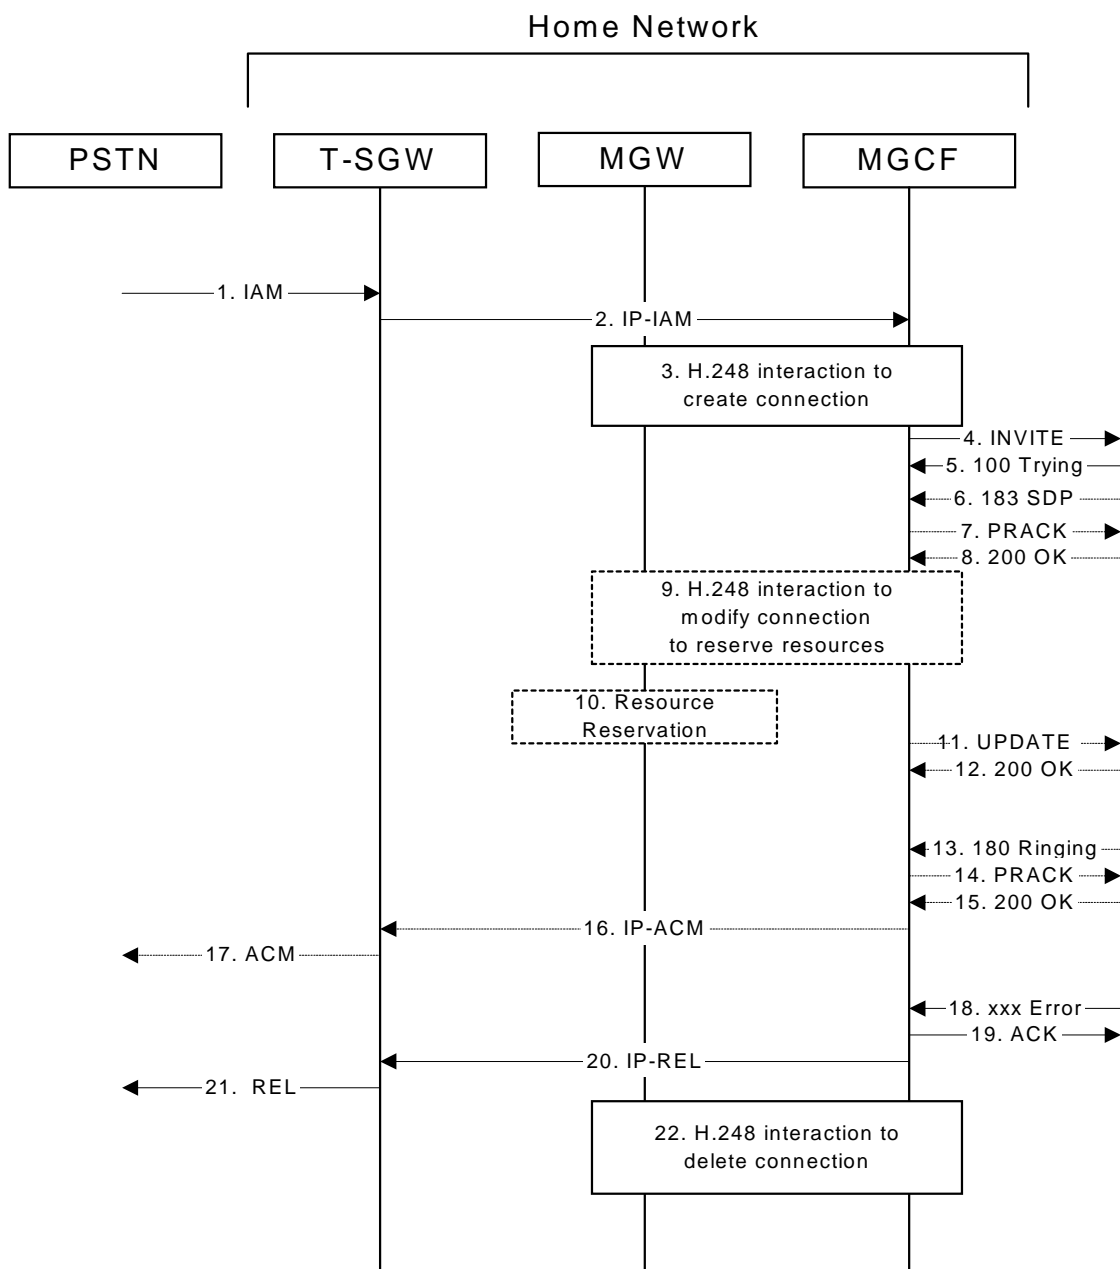 Home Network
PSTN
T-SGW
MGW
MGCF
1. IAM
2. IP-IAM
3. H.248 interaction to
create connection
4. INVITE
5. 100 Trying
6. 183 SDP
7. PRACK
8. 200 OK
9. H.248 interaction to
modify connection
to reserve resources
10. Resource
Reservation
11. UPDATE
12. 200 OK
13. 180 Ringing
14. PRACK
15. 200 OK
16. IP-ACM
17. ACM
18. xxx Error
19. ACK
20. IP-REL
21. REL
22. H.248 interaction to
delete connection